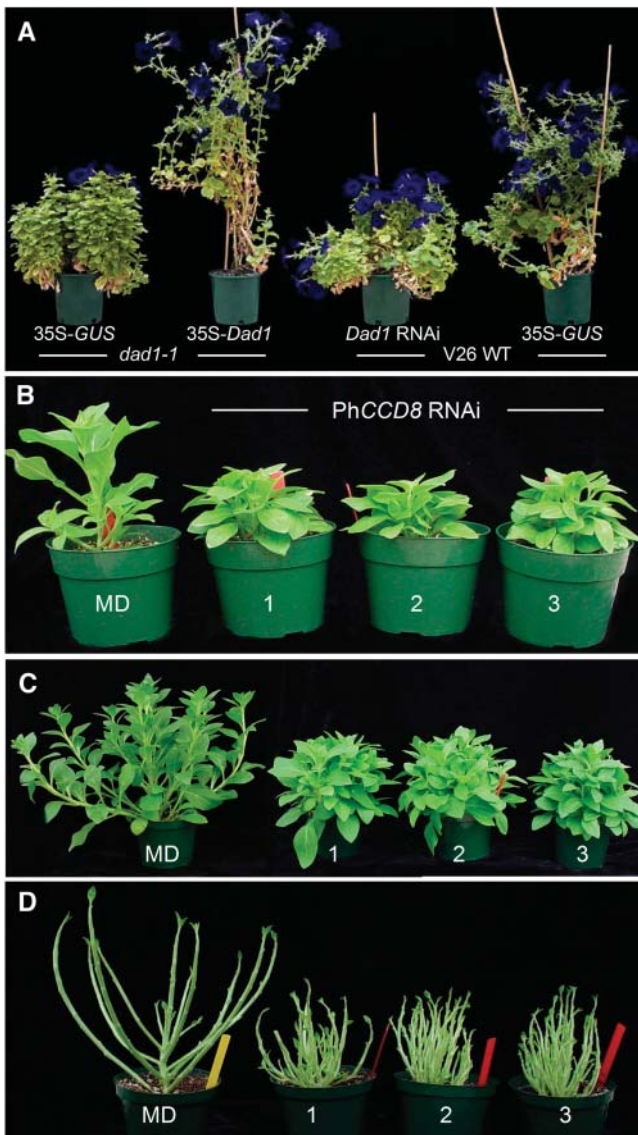 A
35S-GUS 35S-Dad1 Dad1 RNAi 35S-GUS
dad1-1 V26 WT
B
PhCCD8 RNAi
MD 1 2 3
C
MD 1 2 3
D
MD 1 2 3